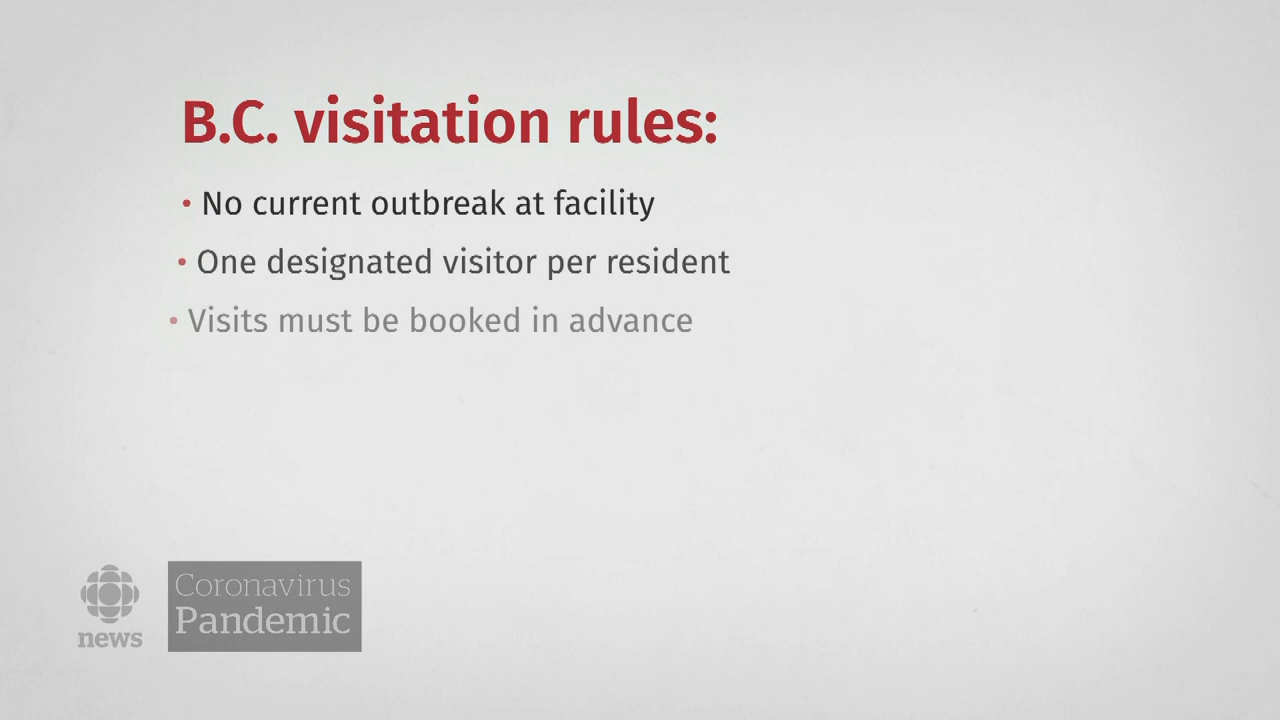 B.C. visitation rules:
• No current outbreak at facility
• One designated visitor per resident
• Visits must be booked in advance
Coronavirus
Pandemic
news